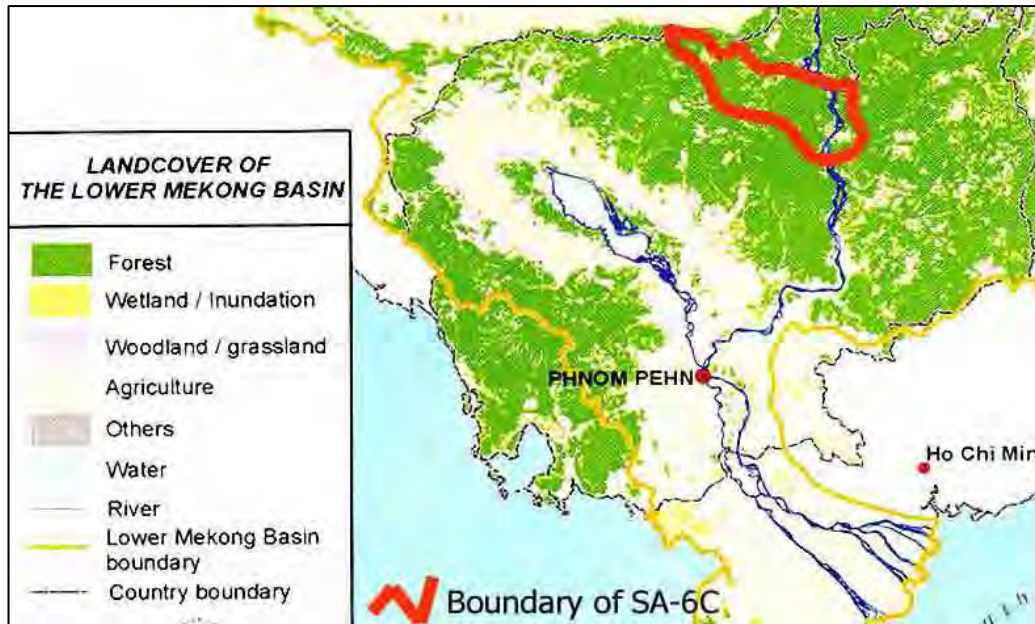 LANDCOVER OF
THE LOWER MEKONG BASIN
Forest
Wetland / Inundation
Woodland / grassland
Agriculture
Others
Water
River
Lower Mekong Basin
boundary
Country boundary
PHNOM PEHN
Ho Chi Min
Boundary of SA-6C